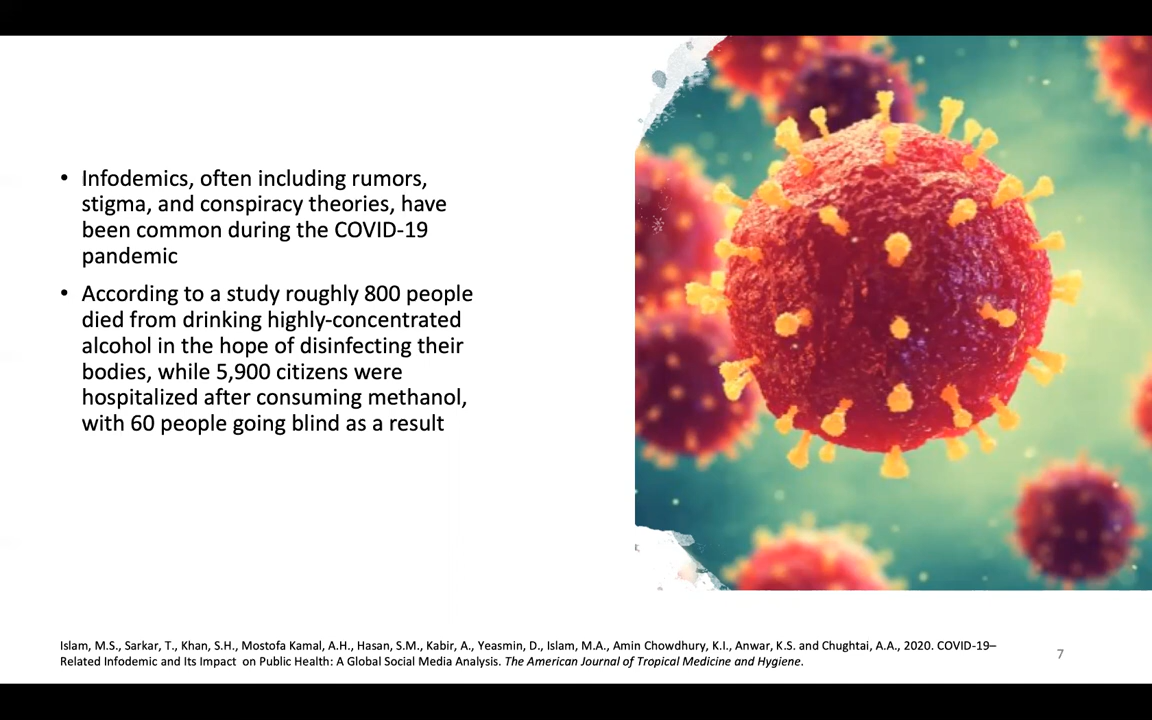 • Infodemics, often including rumors,
stigma, and conspiracy theories, have
been common during the COVID-19
pandemic
• According to a study roughly 800 people
died from drinking highly-concentrated
alcohol in the hope of disinfecting their
bodies, while 5,900 citizens were
hospitalized after consuming methanol,
with 60 people going blind as a result
Islam, M.S., Sarkar, T., Khan, S.H., Mostofa Kamal, A.H., Hasan, S.M., Kabir, A., Yeasmin, D., Islam, M.A., Amin Chowdhury, K.I., Anwar, K.S. and Chughtai, A.A., 2020. COVID-19–
Related Infodemic and Its Impact on Public Health: A Global Social Media Analysis. The American Journal of Tropical Medicine and Hygiene.
7